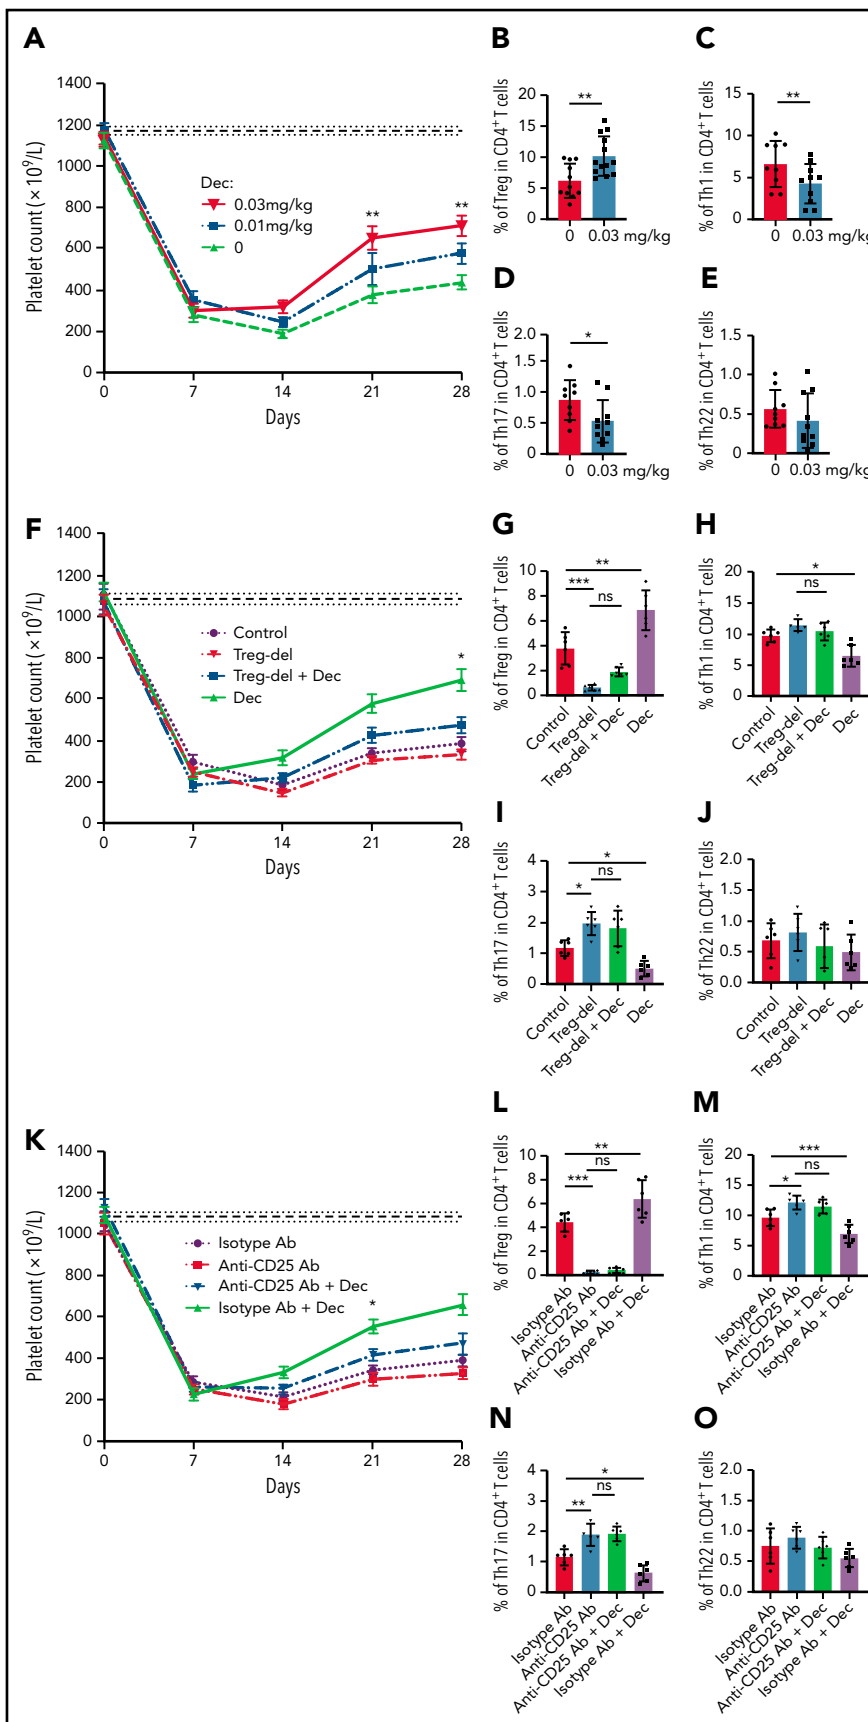 A
Platelet count (×10⁹/L)
1400
1200
1000
800
600
400
200
0
Dec:
0.03mg/kg
0.01mg/kg
0
**
**
0
7
14
21
28
Days
B
% of Treg in CD4⁺ T cells
20
15
10
5
0
**
0
0.03 mg/kg
C
% of Th1 in CD4⁺ T cells
15
10
5
0
**
0
0.03 mg/kg
D
% of Th17 in CD4⁺ T cells
2.0
1.5
1.0
0.5
0
*
0
0.03 mg/kg
E
% of Th22 in CD4⁺ T cells
1.5
1.0
0.5
0
0
0.03 mg/kg
F
Platelet count (×10⁹/L)
1400
1200
1000
800
600
400
200
0
Control
Treg-del
Treg-del + Dec
Dec
*
0
7
14
21
28
Days
G
% of Treg in CD4⁺ T cells
10
8
6
4
2
0
**
***
ns
Control
Treg-del
Treg-del + Dec
Dec
H
% of Th1 in CD4⁺ T cells
20
15
10
5
0
*
ns
Control
Treg-del
Treg-del + Dec
Dec
I
% of Th17 in CD4⁺ T cells
4
3
2
1
0
*
ns
*
Control
Treg-del
Treg-del + Dec
Dec
J
% of Th22 in CD4⁺ T cells
2.0
1.5
1.0
0.5
0.0
Control
Treg-del
Treg-del + Dec
Dec
K
Platelet count (×10⁹/L)
1400
1200
1000
800
600
400
200
0
Isotype Ab
Anti-CD25 Ab
Anti-CD25 Ab + Dec
Isotype Ab + Dec
*
0
7
14
21
28
Days
L
% of Treg in CD4⁺ T cells
10
8
6
4
2
0
**
ns
***
Isotype Ab
Anti-CD25 Ab
Anti-CD25 Ab + Dec
Isotype Ab + Dec
M
% of Th1 in CD4⁺ T cells
20
15
10
5
0
***
ns
*
Isotype Ab
Anti-CD25 Ab
Anti-CD25 Ab + Dec
Isotype Ab + Dec
N
% of Th17 in CD4⁺ T cells
4
3
2
1
0
*
ns
**
Isotype Ab
Anti-CD25 Ab
Anti-CD25 Ab + Dec
Isotype Ab + Dec
O
% of Th22 in CD4⁺ T cells
2.0
1.5
1.0
0.5
0.0
Isotype Ab
Anti-CD25 Ab
Anti-CD25 Ab + Dec
Isotype Ab + Dec